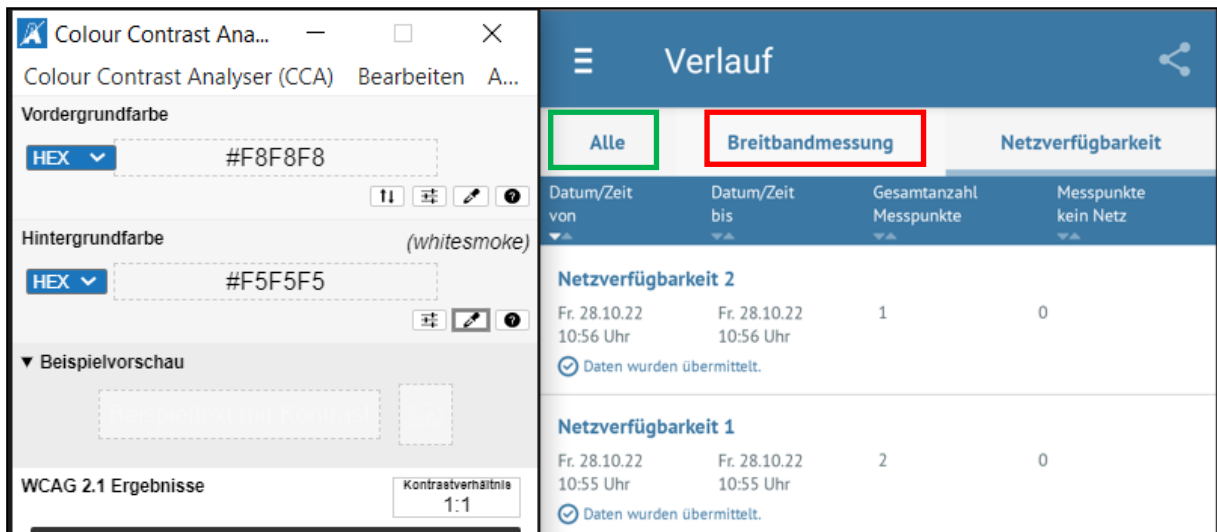 Colour Contrast Ana...
Colour Contrast Analyser (CCA) Bearbeiten A...
Vordergrundfarbe
HEX #F8F8F8
Hintergrundfarbe (whitesmoke)
HEX #F5F5F5
▼ Beispielvorschau
WCAG 2.1 Ergebnisse
Kontrastverhältnis
1:1
Verlauf
Alle Breitbandmessung Netzverfügbarkeit
Datum/Zeit von
Datum/Zeit bis
Gesamtanzahl Messpunkte
Messpunkte kein Netz
Netzverfügbarkeit 2
Fr. 28.10.22 Fr. 28.10.22 1 0
10:56 Uhr 10:56 Uhr
Daten wurden übermittelt.
Netzverfügbarkeit 1
Fr. 28.10.22 Fr. 28.10.22 2 0
10:55 Uhr 10:55 Uhr
Daten wurden übermittelt.